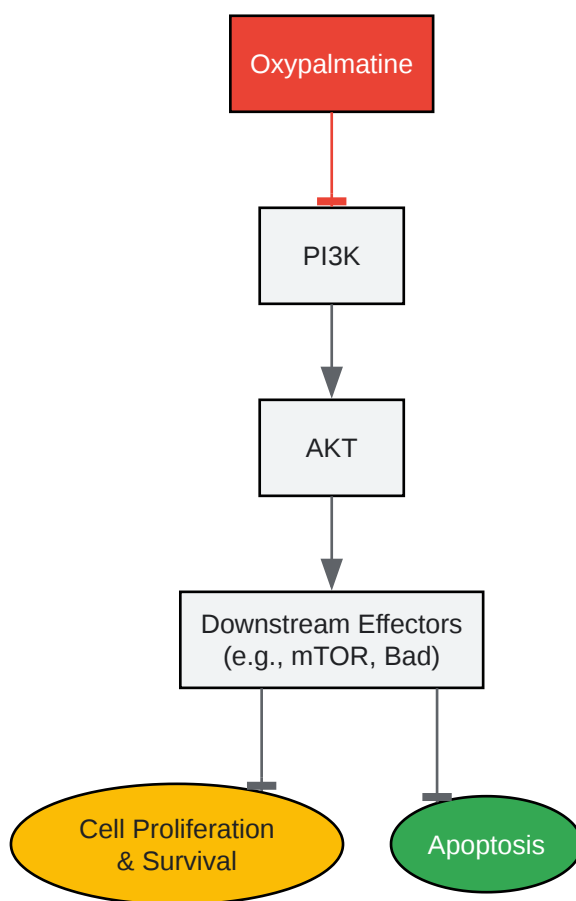 Oxypalmatine
PI3K
AKT
Downstream Effectors
(e.g., mTOR, Bad)
Cell Proliferation
& Survival
Apoptosis